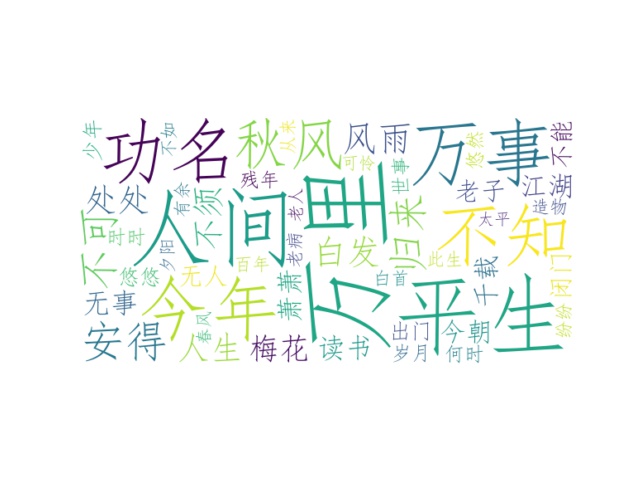 少年
功名
不如
秋风
从来
风雨
万事
悠然
不能
可怜
处处
有余
不须
残年
老人
人间
万里
归来
世事
老子
江湖
造物
不可
时时
夕阳
老病
白发
太平
不知
悠悠
无人
百年
萧萧
白首
此生
千载
闭门
无事
今年
春风
平生
纷纷
安得
人生
梅花
读书
出门
今朝
岁月
何时